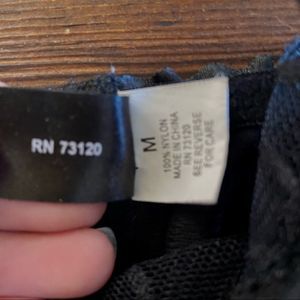 RN 73120
M
100% NYLON
MADE IN CHINA
RN 73120
SEE REVERSE
FOR CARE